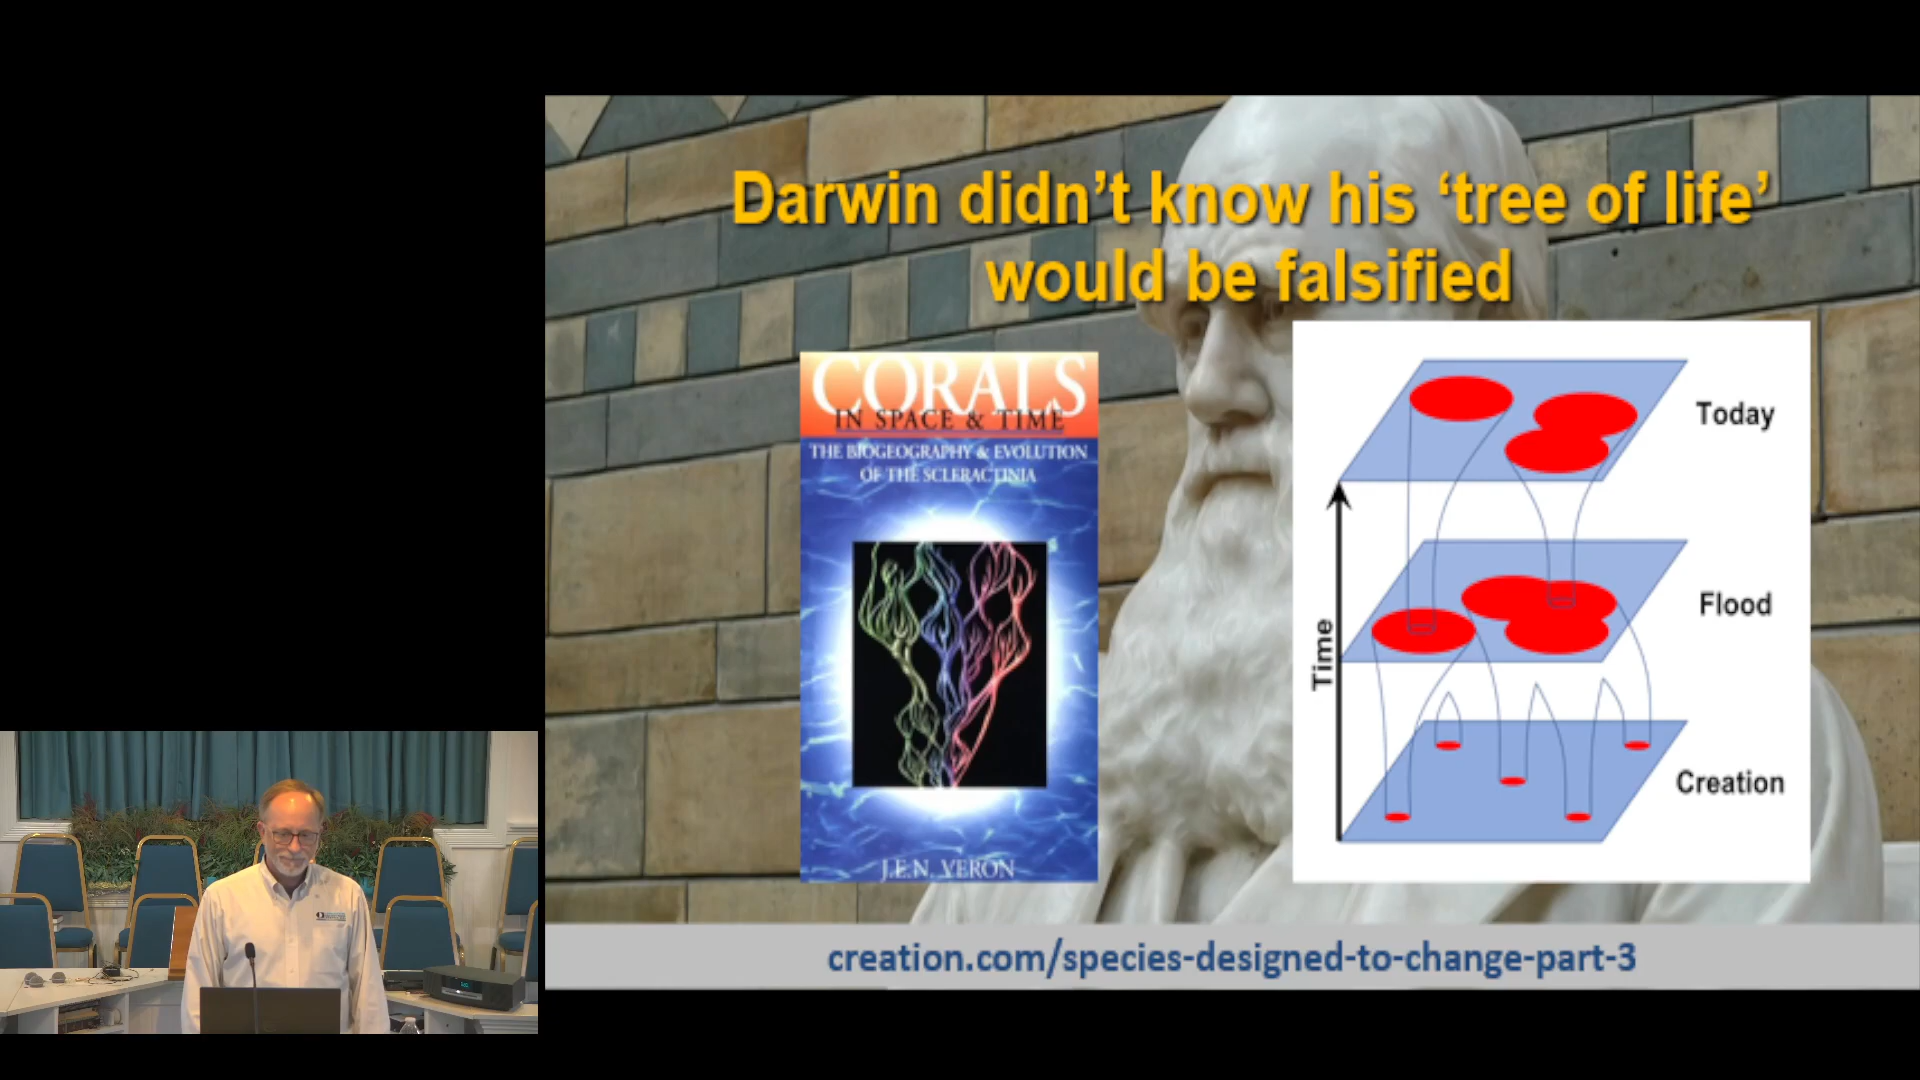 Darwin didn’t know his ‘tree of life’
would be falsified
CORALS
IN SPACE & TIME
THE BIOGEOGRAPHY & EVOLUTION
OF THE SCLERACTINIA
J.E.N. VERON
Today
Flood
Creation
Time
creation.com/species-designed-to-change-part-3